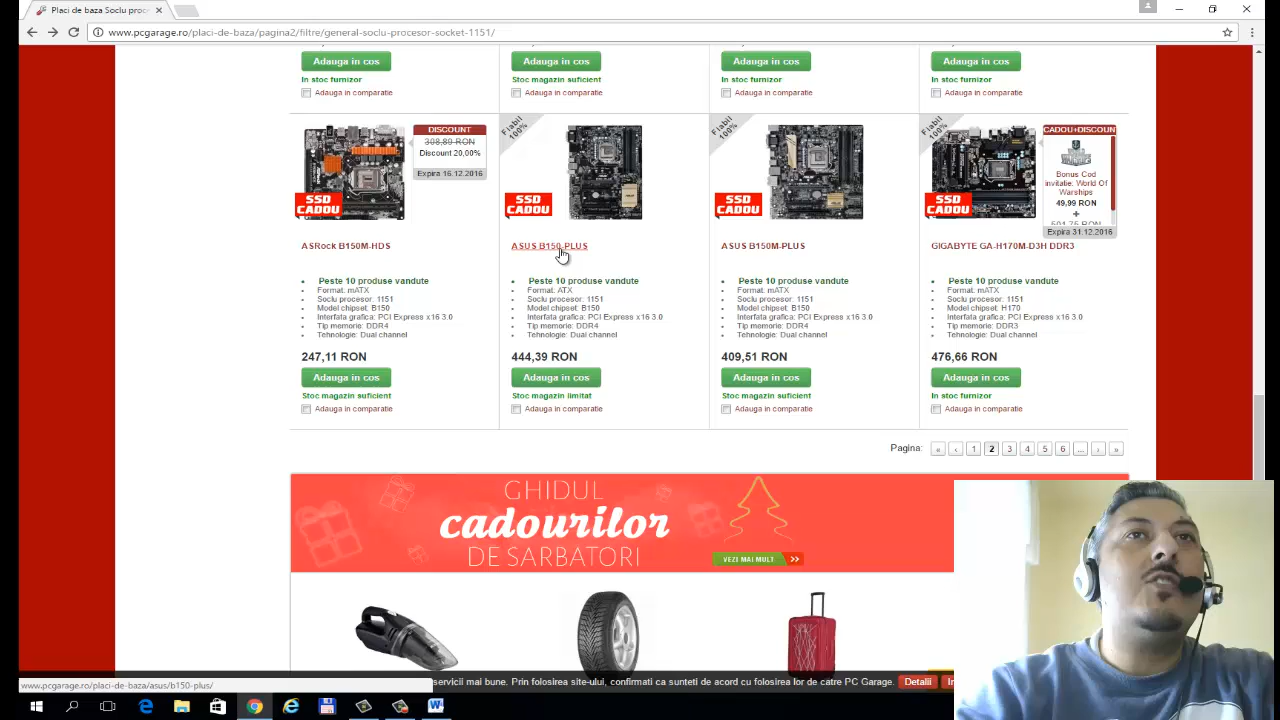 Placi de baza Soclu proc
www.pcgarage.ro/placi-de-baza/pagina2/filtre/general-soclu-procesor-socket-1151/
Adauga in cos
Adauga in cos
Adauga in cos
Adauga in cos
In stoc furnizor
Stoc magazin suficient
In stoc furnizor
In stoc furnizor
Adauga in comparatie
Adauga in comparatie
Adauga in comparatie
Adauga in comparatie
DISCOUNT
308,89 RON
Discount 20,00%
Expira 16.12.2016
SSD CADOU
ASRock B150M-HDS
Peste 10 produse vandute
Format: mATX
Soclu procesor: 1151
Model chipset: B150
Interfata grafica: PCI Express x16 3.0
Tip memorie: DDR4
Tehnologie: Dual channel
247,11 RON
Adauga in cos
Stoc magazin suficient
Adauga in comparatie
Fiabil
100%
SSD CADOU
ASUS B150-PLUS
Peste 10 produse vandute
Format: ATX
Soclu procesor: 1151
Model chipset: B150
Interfata grafica: PCI Express x16 3.0
Tip memorie: DDR4
Tehnologie: Dual channel
444,39 RON
Adauga in cos
Stoc magazin limitat
Adauga in comparatie
Fiabil
100%
SSD CADOU
ASUS B150M-PLUS
Peste 10 produse vandute
Format: mATX
Soclu procesor: 1151
Model chipset: B150
Interfata grafica: PCI Express x16 3.0
Tip memorie: DDR4
Tehnologie: Dual channel
409,51 RON
Adauga in cos
Stoc magazin suficient
Adauga in comparatie
Fiabil
100%
CADOU+DISCOUNT
Bonus Cod
invitatie: World Of
Warships
49,99 RON
+
501,75 RON
Expira 31.12.2016
SSD CADOU
GIGABYTE GA-H170M-D3H DDR3
Peste 10 produse vandute
Format: mATX
Soclu procesor: 1151
Model chipset: H170
Interfata grafica: PCI Express x16 3.0
Tip memorie: DDR3
Tehnologie: Dual channel
476,66 RON
Adauga in cos
In stoc furnizor
Adauga in comparatie
Pagina: « ‹ 1 2 3 4 5 6 ... › »
GHIDUL
cadourilor
DE SARBATORI
VEZI MAI MULT >>
servicii mai bune. Prin folosirea site-ului, confirmati ca sunteti de acord cu folosirea lor de catre PC Garage. Detalii
www.pcgarage.ro/placi-de-baza/asus/b150-plus/